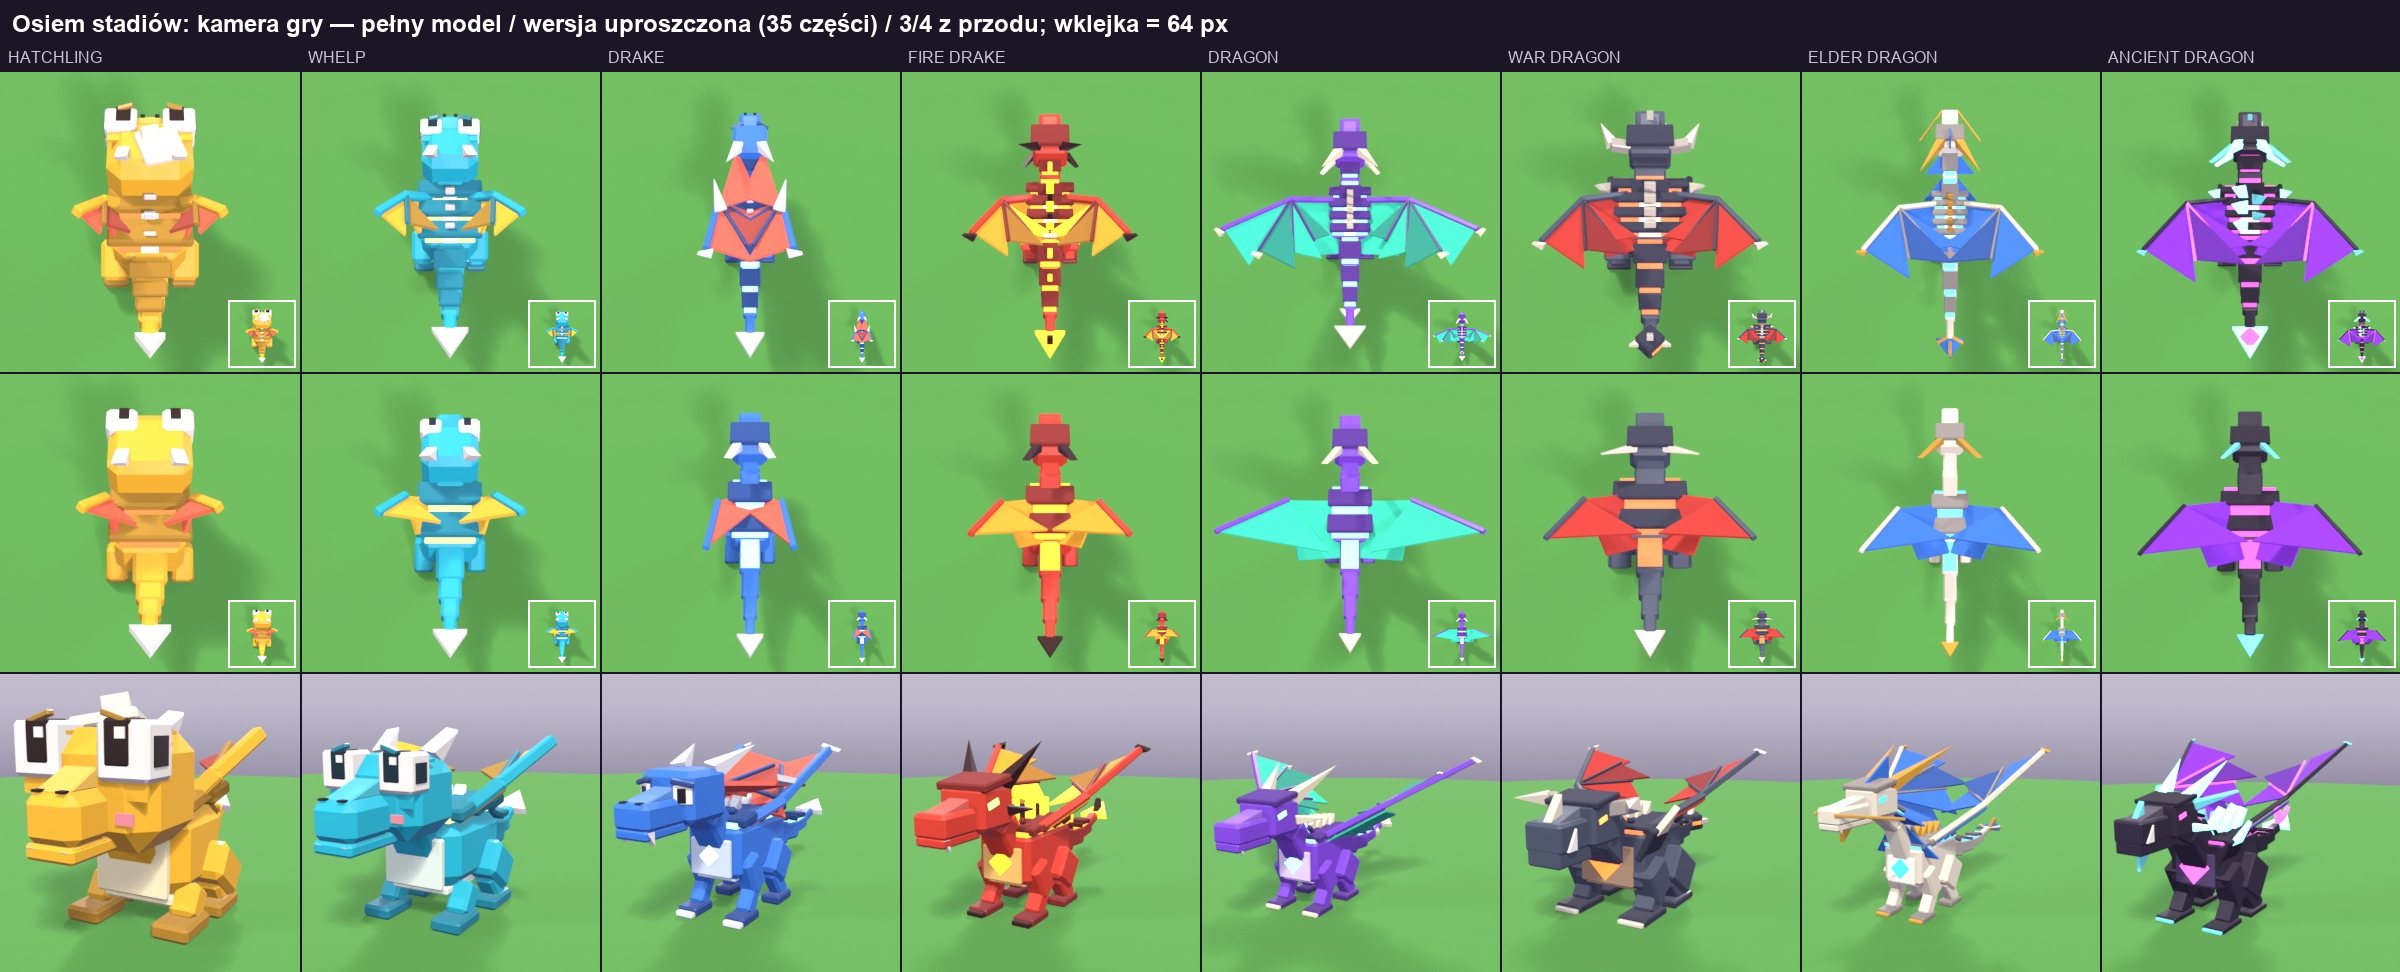 Osiem stadiów: kamera gry — pełny model / wersja uproszczona (35 części) / 3/4 z przodu; wklejka = 64 px
HATCHLING
WHELP
DRAKE
FIRE DRAKE
DRAGON
WAR DRAGON
ELDER DRAGON
ANCIENT DRAGON